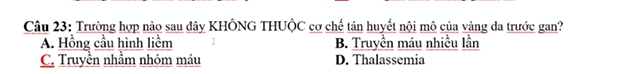 Câu 23: Trường hợp nào sau đây KHÔNG THUỘC cơ chế tán huyết nội mô của vàng da trước gan?
A. Hồng cầu hình liềm B. Truyền máu nhiều lần
C. Truyền nhầm nhóm máu D. Thalassemia